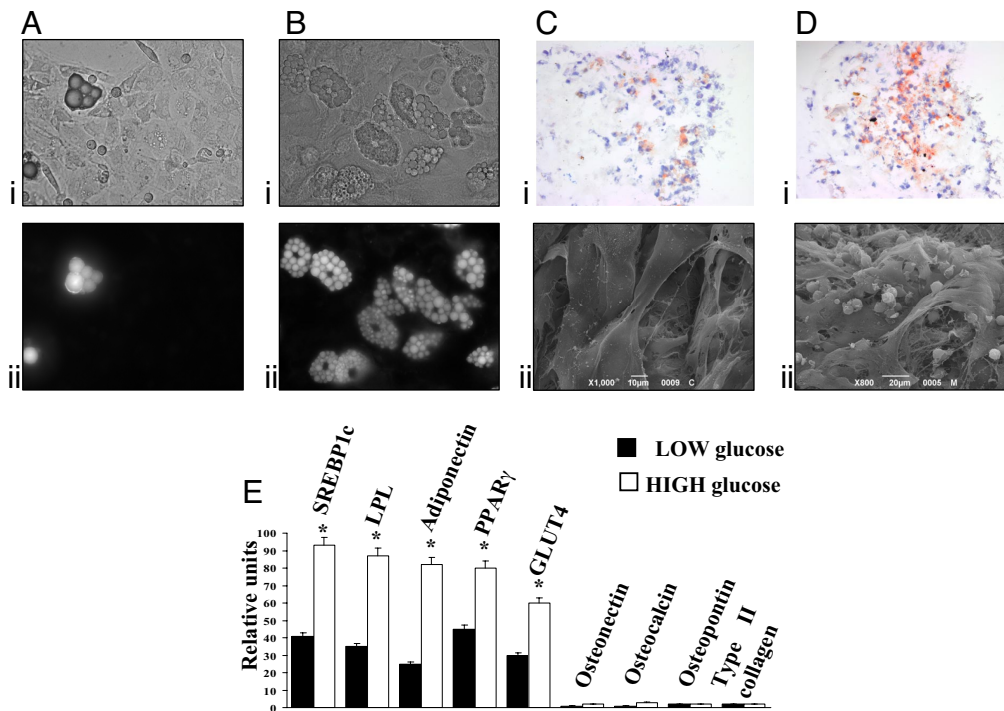 A
B
C
D
i
i
i
i
ii
ii
ii
ii
X1,000 10µm 0009 C
X800 20µm 0005 M
LOW glucose
HIGH glucose
E
SREBP1c
LPL
Adiponectin
PPARγ
GLUT4
Osteonectin
Osteocalcin
Osteopontin
Type II
collagen
* * * * *
Relative units
100
90
80
70
60
50
40
30
20
10
0